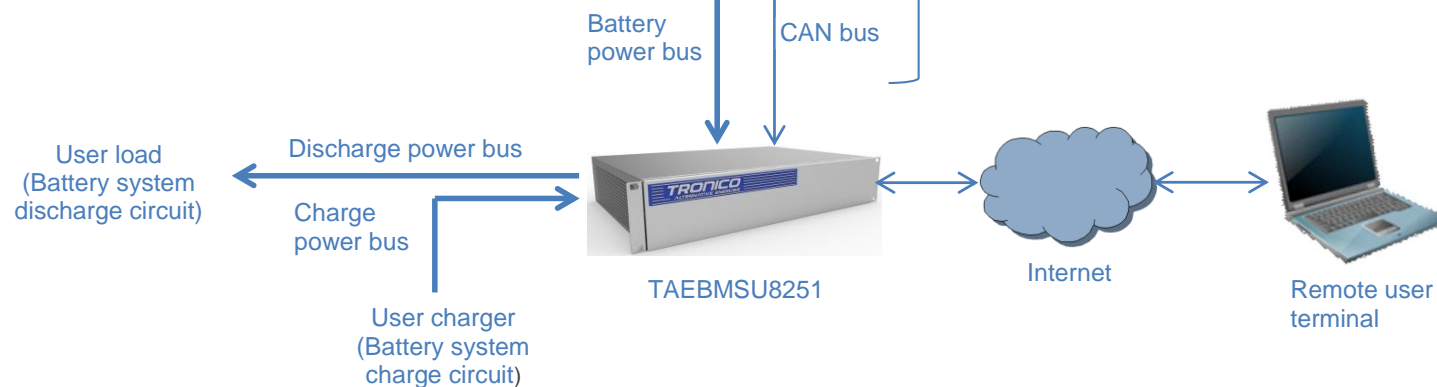 Battery
power bus
CAN bus
Discharge power bus
User load
(Battery system
discharge circuit)
Charge
power bus
TRONICO
ALTERNATIVE ENERGIES
TAEBMSU8251
Internet
Remote user
terminal
User charger
(Battery system
charge circuit)